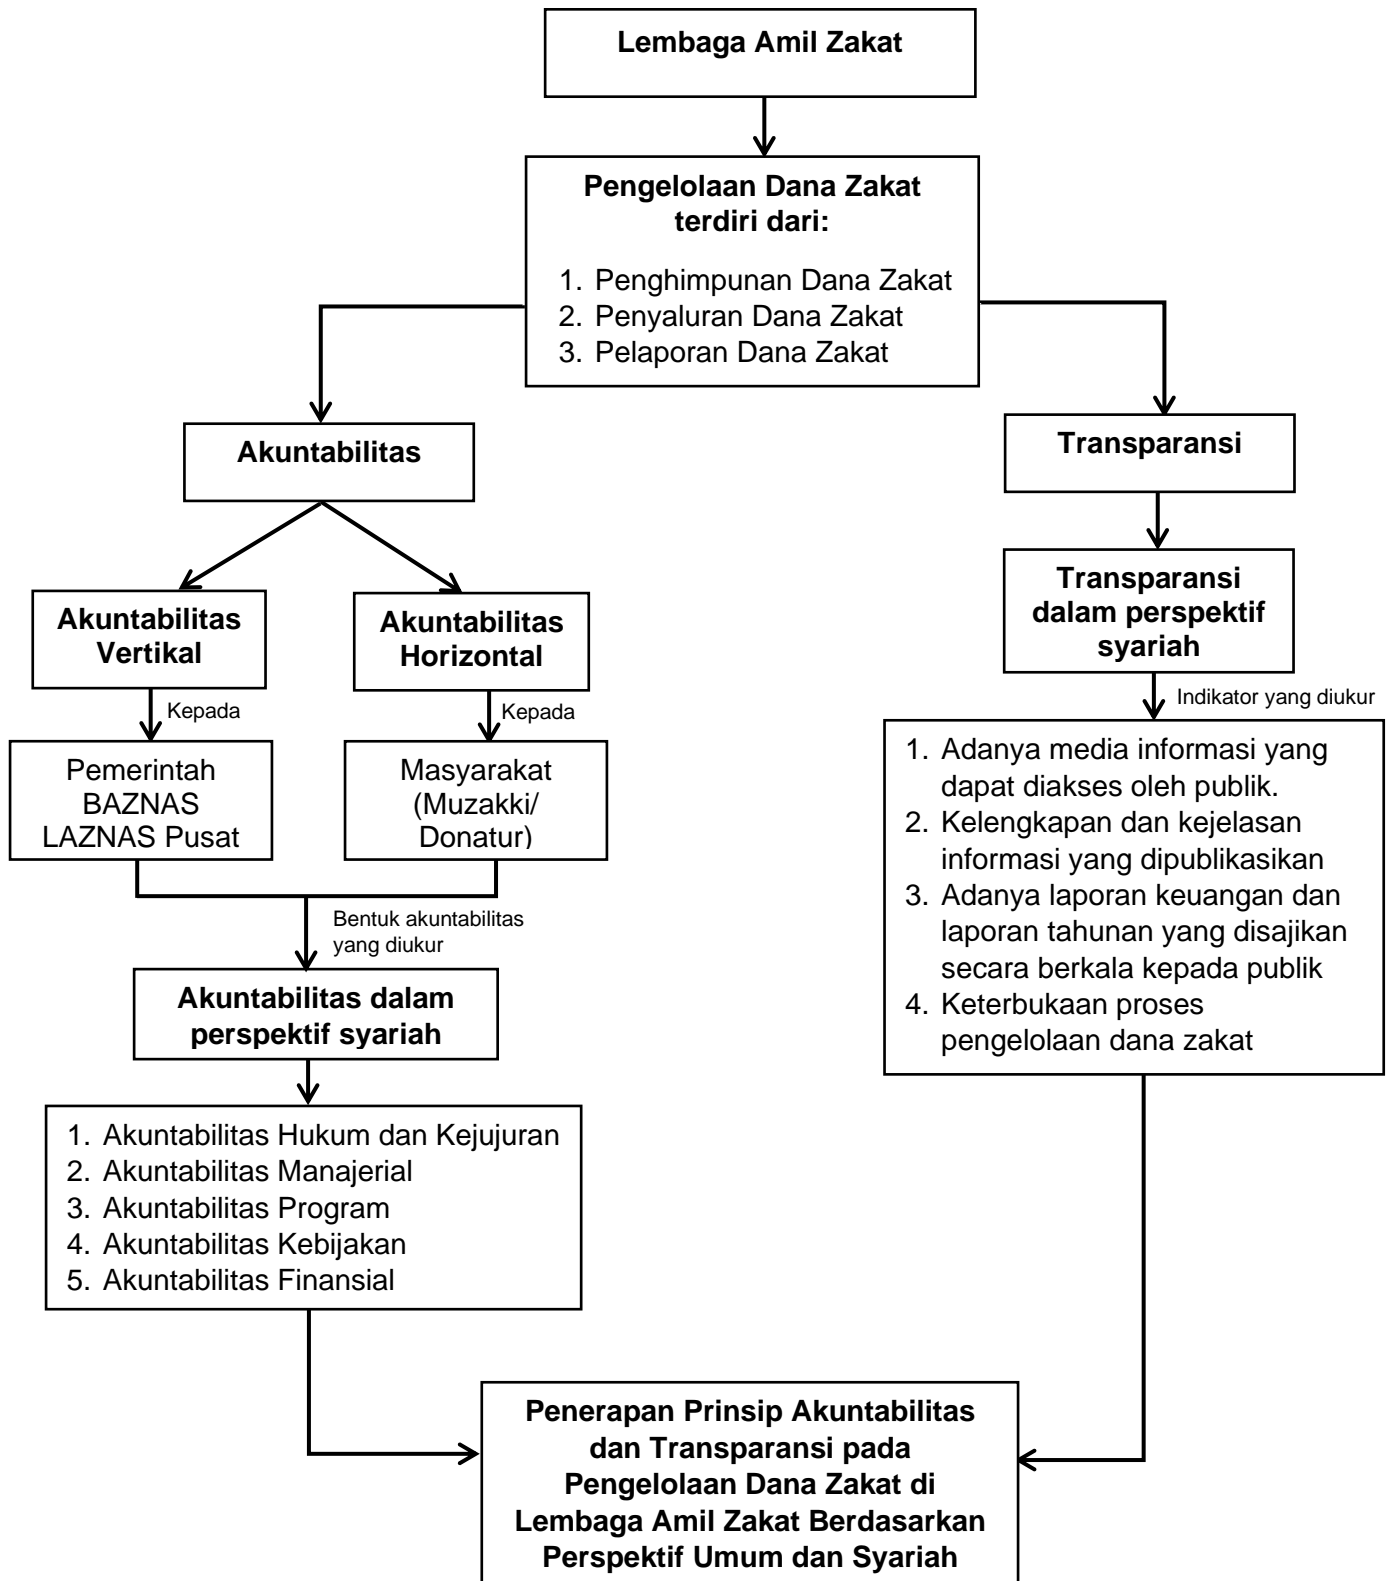 Lembaga Amil Zakat
Pengelolaan Dana Zakat
terdiri dari:
1. Penghimpunan Dana Zakat
2. Penyaluran Dana Zakat
3. Pelaporan Dana Zakat
Akuntabilitas
Transparansi
Akuntabilitas
Vertikal
Akuntabilitas
Horizontal
Transparansi
dalam perspektif
syariah
Kepada
Kepada
Indikator yang diukur
Pemerintah
BAZNAS
LAZNAS Pusat
Masyarakat
(Muzakki/
Donatur)
1. Adanya media informasi yang
dapat diakses oleh publik.
2. Kelengkapan dan kejelasan
informasi yang dipublikasikan
3. Adanya laporan keuangan dan
laporan tahunan yang disajikan
secara berkala kepada publik
4. Keterbukaan proses
pengelolaan dana zakat
Bentuk akuntabilitas
yang diukur
Akuntabilitas dalam
perspektif syariah
1. Akuntabilitas Hukum dan Kejujuran
2. Akuntabilitas Manajerial
3. Akuntabilitas Program
4. Akuntabilitas Kebijakan
5. Akuntabilitas Finansial
Penerapan Prinsip Akuntabilitas
dan Transparansi pada
Pengelolaan Dana Zakat di
Lembaga Amil Zakat Berdasarkan
Perspektif Umum dan Syariah